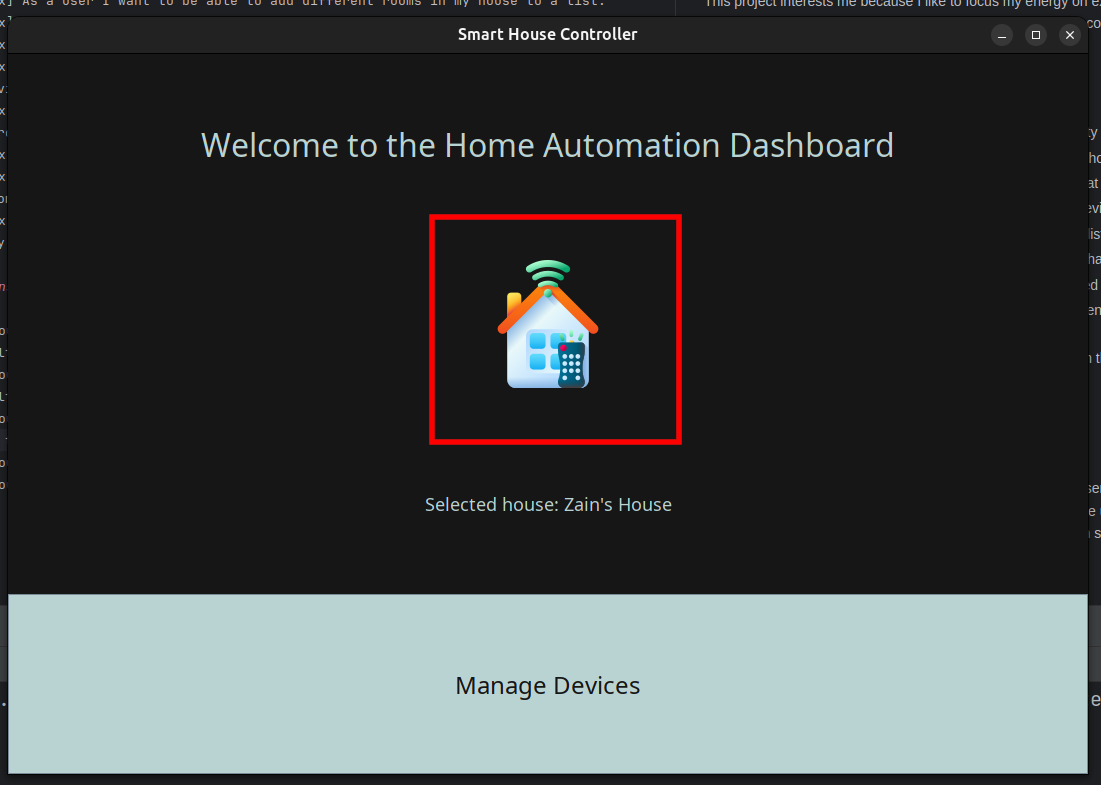 x] As a user I want to be able to add different rooms in my house to a list.
This project interests me because I like to focus my energy on e
Smart House Controller
Welcome to the Home Automation Dashboard
Selected house: Zain's House
Manage Devices